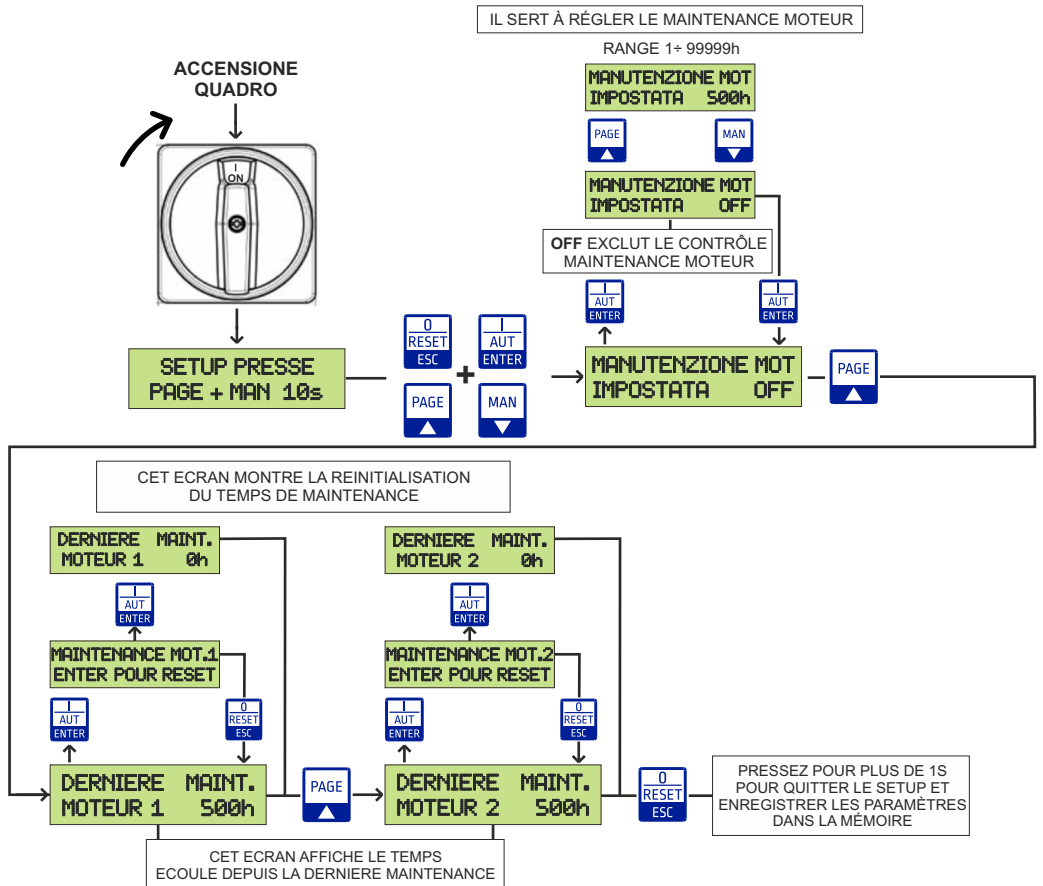 IL SERT À RÉGLER LE MAINTENANCE MOTEUR
RANGE 1÷ 99999h
MANUTENZIONE MOT
IMPOSTATA 500h
PAGE
MAN
MANUTENZIONE MOT
IMPOSTATA OFF
OFF EXCLUT LE CONTRÔLE
MAINTENANCE MOTEUR
I
AUT
ENTER
I
AUT
ENTER
ACCENSIONE
QUADRO
I
ON
SETUP PRESSE
PAGE + MAN 10s
0
RESET
ESC
+
I
AUT
ENTER
PAGE
MAN
MANUTENZIONE MOT
IMPOSTATA OFF
PAGE
CET ECRAN MONTRE LA REINITIALISATION
DU TEMPS DE MAINTENANCE
DERNIERE MAINT.
MOTEUR 1 0h
I
AUT
ENTER
MAINTENANCE MOT.1
ENTER POUR RESET
I
AUT
ENTER
0
RESET
ESC
DERNIERE MAINT.
MOTEUR 1 500h
PAGE
DERNIERE MAINT.
MOTEUR 2 0h
I
AUT
ENTER
MAINTENANCE MOT.2
ENTER POUR RESET
I
AUT
ENTER
0
RESET
ESC
DERNIERE MAINT.
MOTEUR 2 500h
0
RESET
ESC
PRESSEZ POUR PLUS DE 1S
POUR QUITTER LE SETUP ET
ENREGISTRER LES PARAMÈTRES
DANS LA MÉMOIRE
CET ECRAN AFFICHE LE TEMPS
ECOULE DEPUIS LA DERNIERE MAINTENANCE